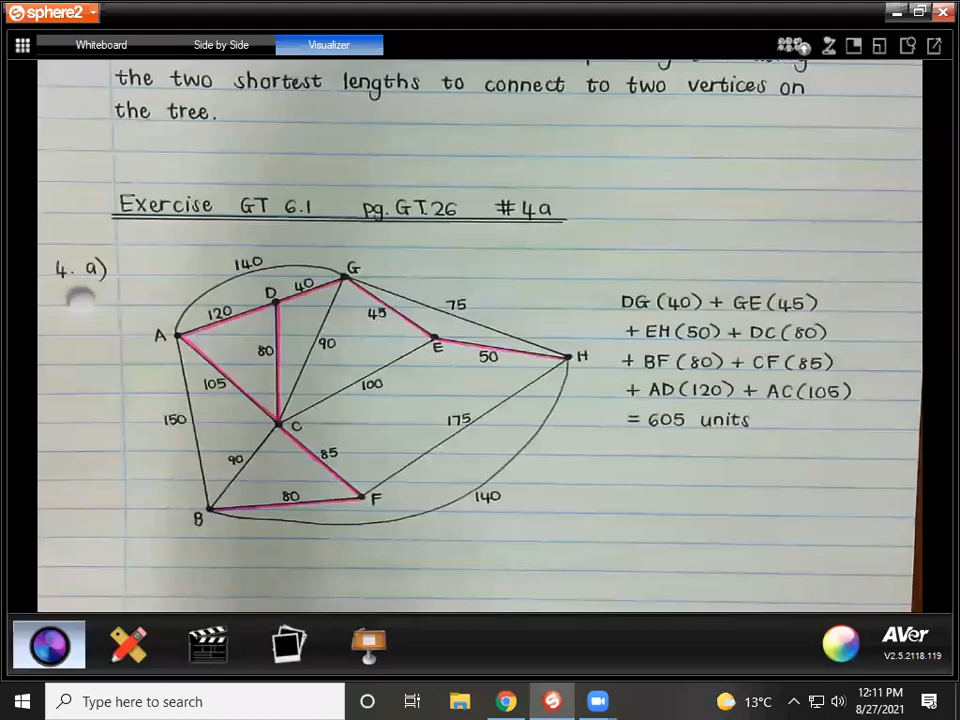 sphere2
Whiteboard
Side by Side
Visualizer
the two shortest lengths to connect to two vertices on
the tree.
Exercise GT 6.1 pg.GT.26 #4a
4. a)
140
G
D
40
75
120
45
A
80
90
E
H
50
105
100
150
C
175
90
85
80
F
140
B
DG(40) + GE(45)
+ EH(50) + DC(80)
+ BF(80) + CF(85)
+ AD(120) + AC(105)
= 605 units
AVer
V2.5.2118.119
Type here to search
13°C
12:11 PM
8/27/2021